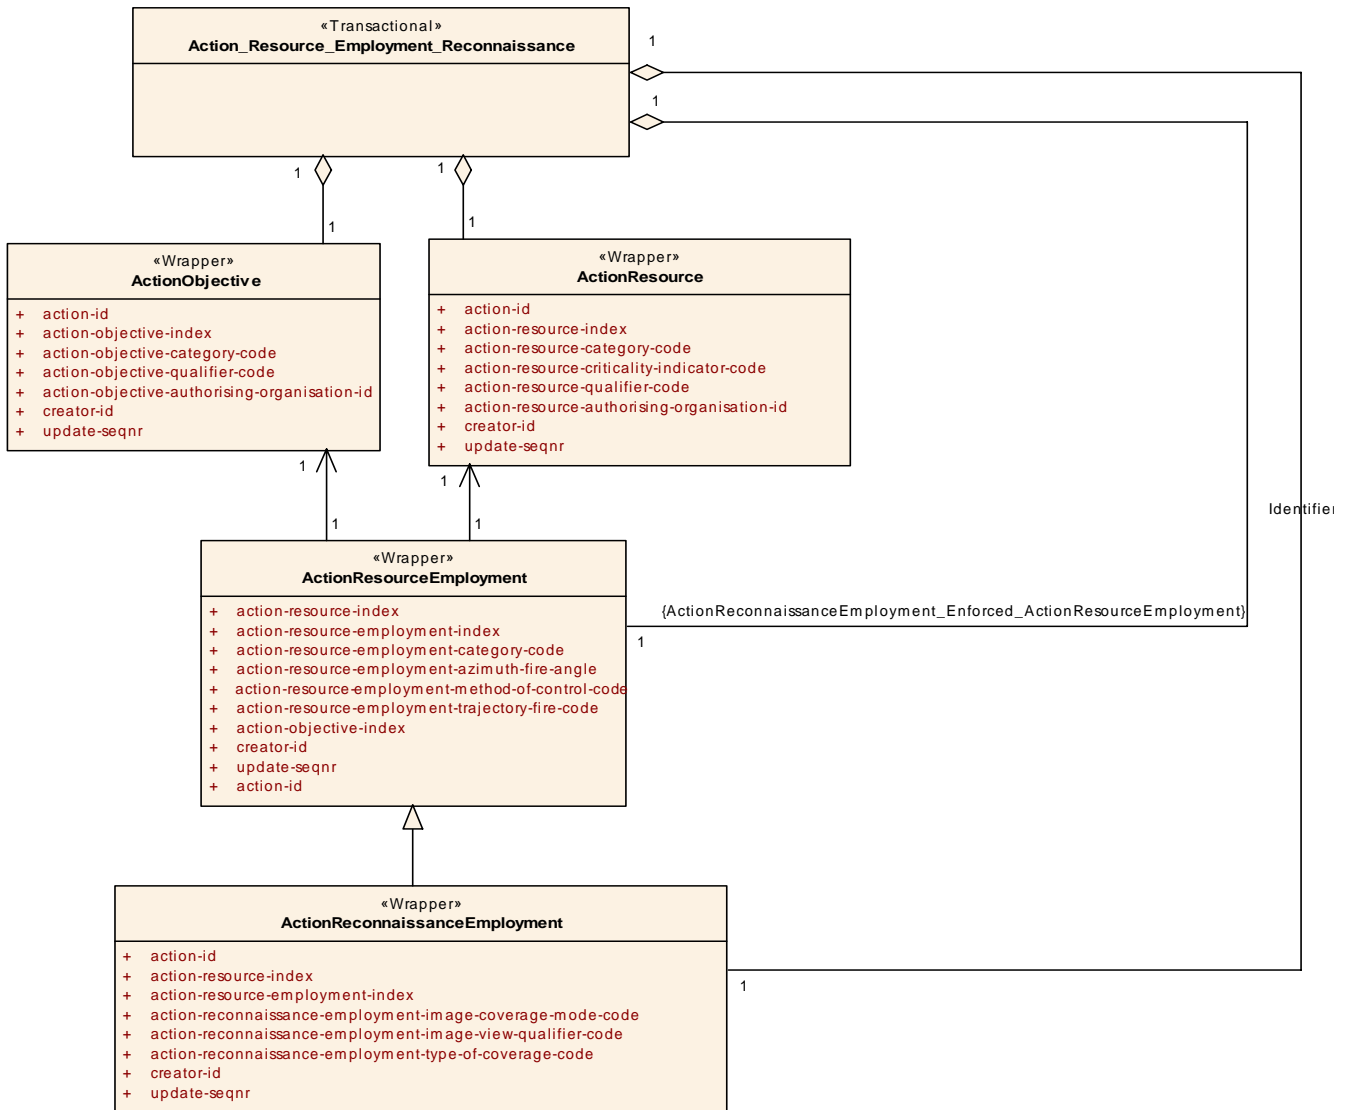 «Transactional»
Action_Resource_Employment_Reconnaissance
1
1
1
1
1
1
«Wrapper»
ActionObjective
+ action-id
+ action-objective-index
+ action-objective-category-code
+ action-objective-qualifier-code
+ action-objective-authorising-organisation-id
+ creator-id
+ update-seqnr
«Wrapper»
ActionResource
+ action-id
+ action-resource-index
+ action-resource-category-code
+ action-resource-criticality-indicator-code
+ action-resource-qualifier-code
+ action-resource-authorising-organisation-id
+ creator-id
+ update-seqnr
1
1
1
1
Identifier
«Wrapper»
ActionResourceEmployment
+ action-resource-index
+ action-resource-employment-index
+ action-resource-employment-category-code
+ action-resource-employment-azimuth-fire-angle
+ action-resource-employment-method-of-control-code
+ action-resource-employment-trajectory-fire-code
+ action-objective-index
+ creator-id
+ update-seqnr
+ action-id
{ActionReconnaissanceEmployment_Enforced_ActionResourceEmployment}
1
«Wrapper»
ActionReconnaissanceEmployment
+ action-id
+ action-resource-index
+ action-resource-employment-index
+ action-reconnaissance-employment-image-coverage-mode-code
+ action-reconnaissance-employment-image-view-qualifier-code
+ action-reconnaissance-employment-type-of-coverage-code
+ creator-id
+ update-seqnr
1